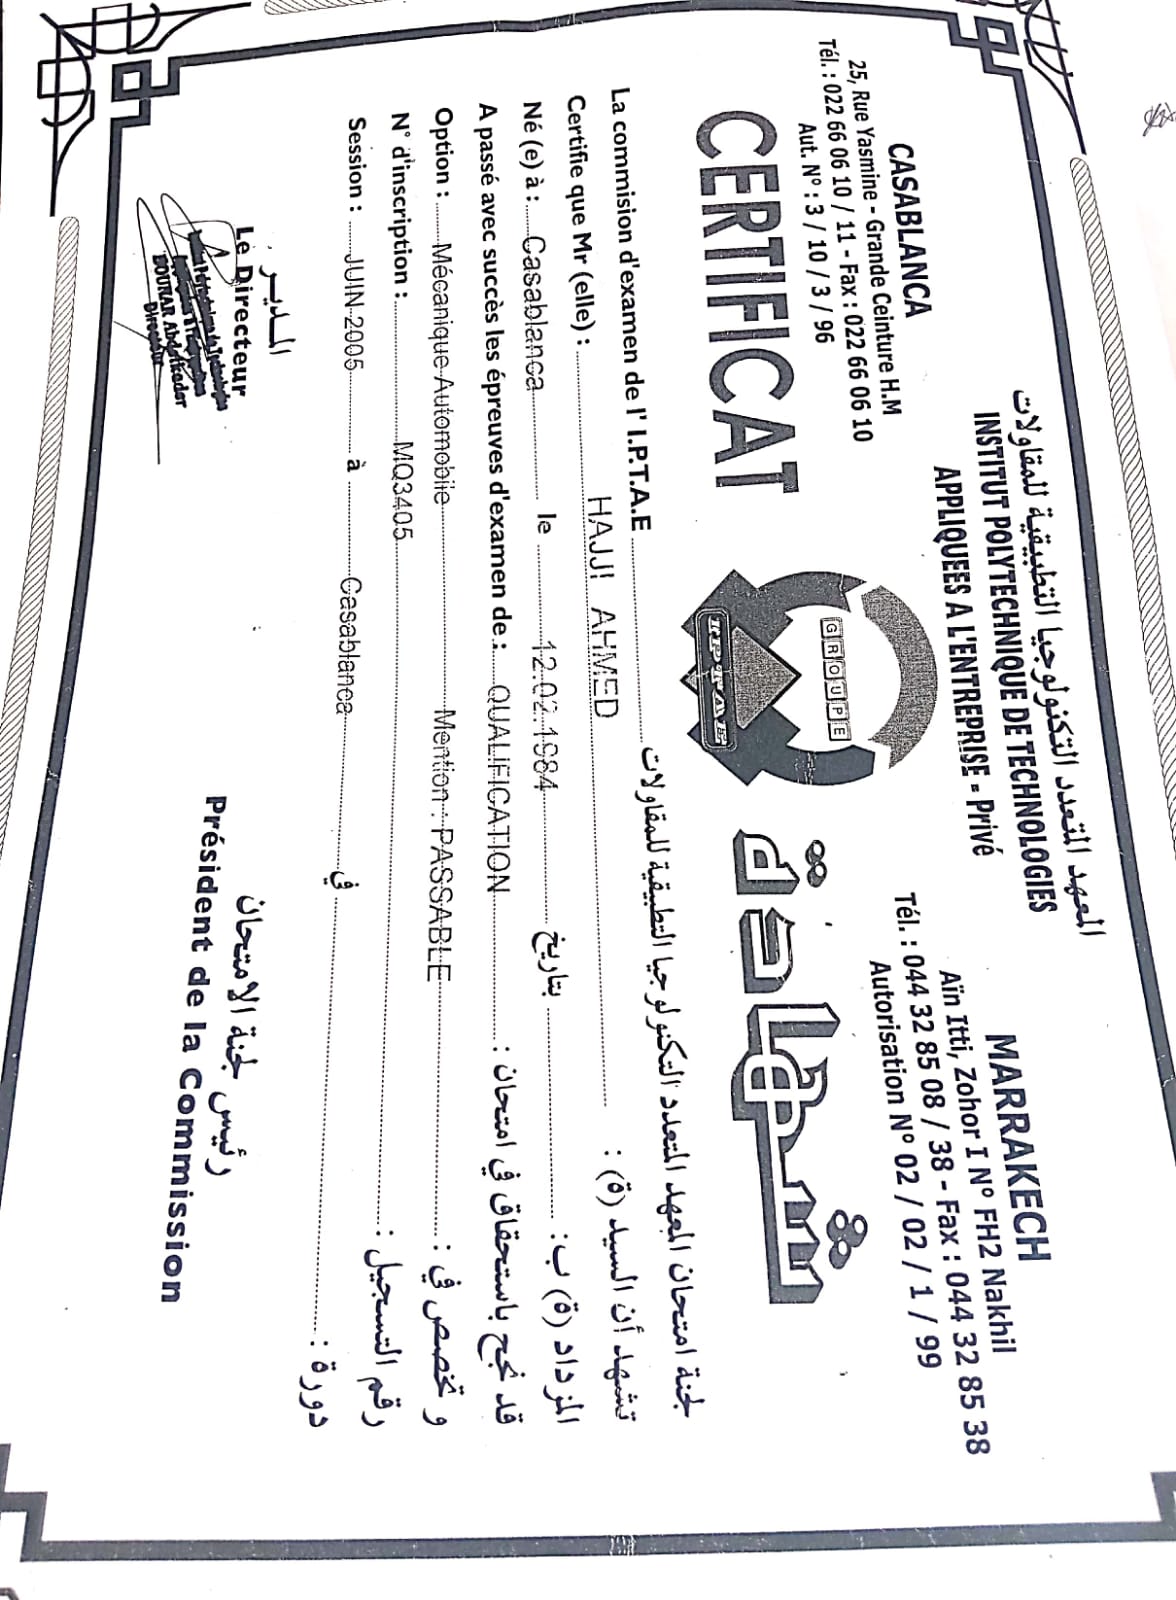 المعهد المتعدد التكنولوجيا التطبيقية للمقاولات
INSTITUT POLYTECHNIQUE DE TECHNOLOGIES
APPLIQUEES A L'ENTREPRISE - Privé
CASABLANCA
25, Rue Yasmine - Grande Ceinture H.M
Tél. : 022 66 06 10 / 11 - Fax : 022 66 06 10
Aut. N° : 3 / 10 / 3 / 96
MARRAKECH
Aïn Itti, Zohor I N° FH2 Nakhil
Tél. : 044 32 85 08 / 38 - Fax : 044 32 85 38
Autorisation N° 02 / 02 / 1 / 99
CERTIFICAT
GROUPE
IPTAE
شهادة
La commision d'examen de l' I.P.T.A.E لجنة امتحان المعهد المتعدد التكنولوجيا التطبيقية للمقاولات
Certifie que Mr (elle) : HAJJI AHMED تشهد أن السيد (ة) :
Né (e) à : Casablanca le 12.02.1984 بتاريخ المزداد (ة) ب :
A passé avec succès les épreuves d'examen de : QUALIFICATION قد نجح باستحقاق في امتحان :
Option : Mécanique Automobile Mention : PASSABLE و تخصص في :
N° d'inscription : MQ3405 رقم التسجيل :
Session : JUIN 2005 à Casablanca في دورة :
المدير
Le Directeur
BOUNAR Abdelkader
Directeur
رئيس لجنة الامتحان
Président de la Commission